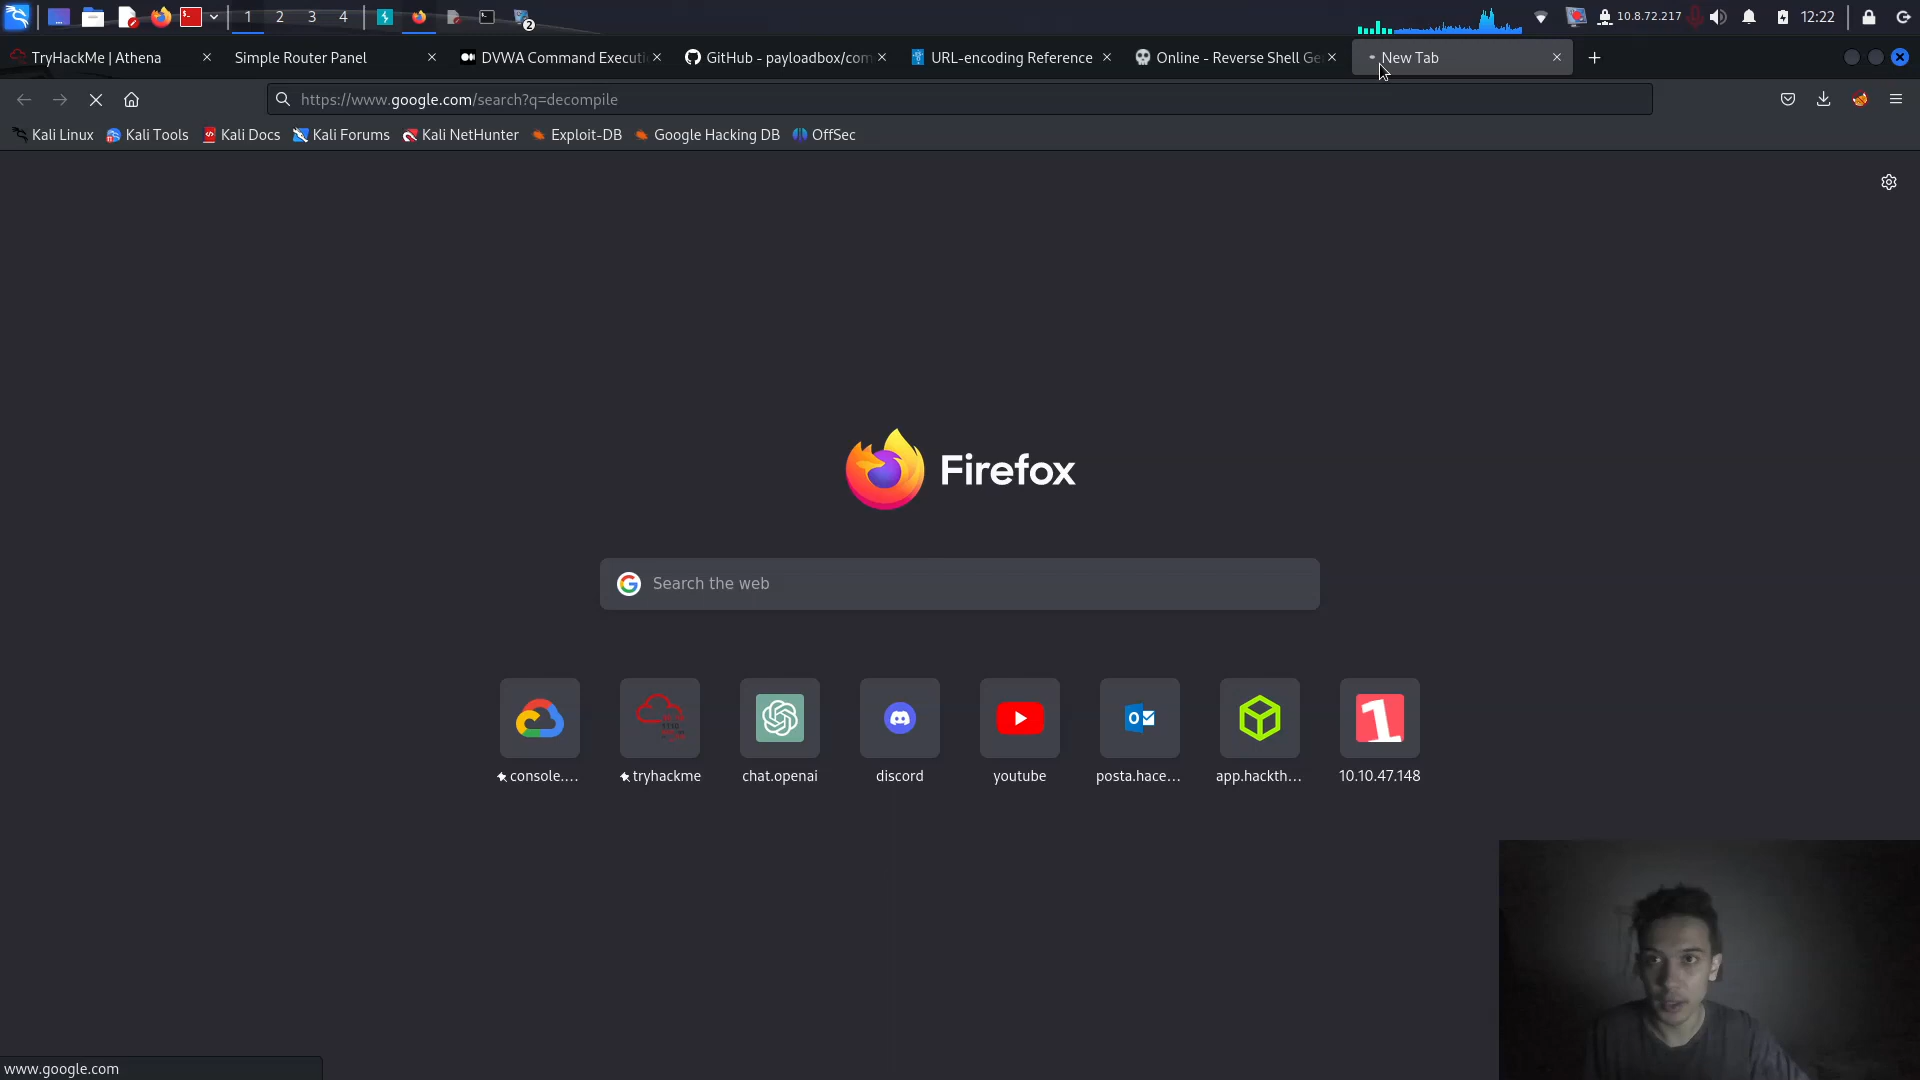 1 2 3 4 2 10.8.72.217 12:22
TryHackMe | Athena Simple Router Panel DVWA Command Executi GitHub - payloadbox/com URL-encoding Reference Online - Reverse Shell Ge New Tab
https://www.google.com/search?q=decompile
Kali Linux Kali Tools Kali Docs Kali Forums Kali NetHunter Exploit-DB Google Hacking DB OffSec
Firefox
Search the web
console.... tryhackme chat.openai discord youtube posta.hace... app.hackth... 10.10.47.148
www.google.com